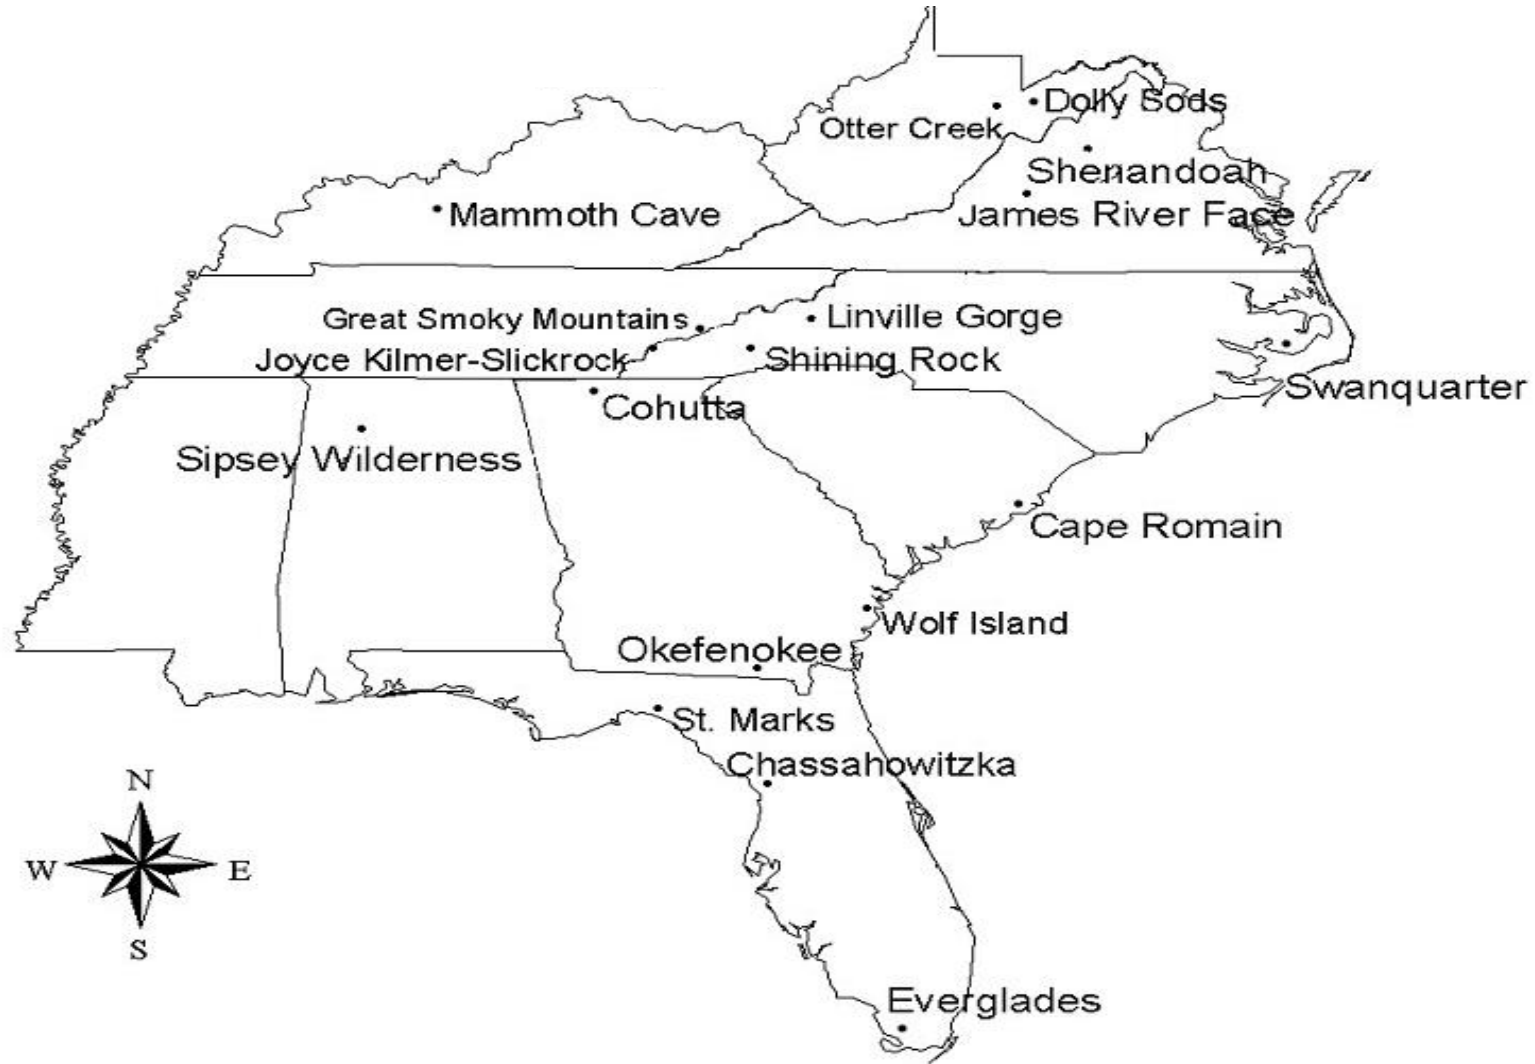 Dolly Sods
Otter Creek
Shenandoah
James River Face
Mammoth Cave
Great Smoky Mountains
Linville Gorge
Joyce Kilmer-Slickrock
Shining Rock
Swanquarter
Cohutta
Sipsey Wilderness
Cape Romain
Wolf Island
Okefenokee
St. Marks
Chassahowitzka
N
W
E
S
Everglades